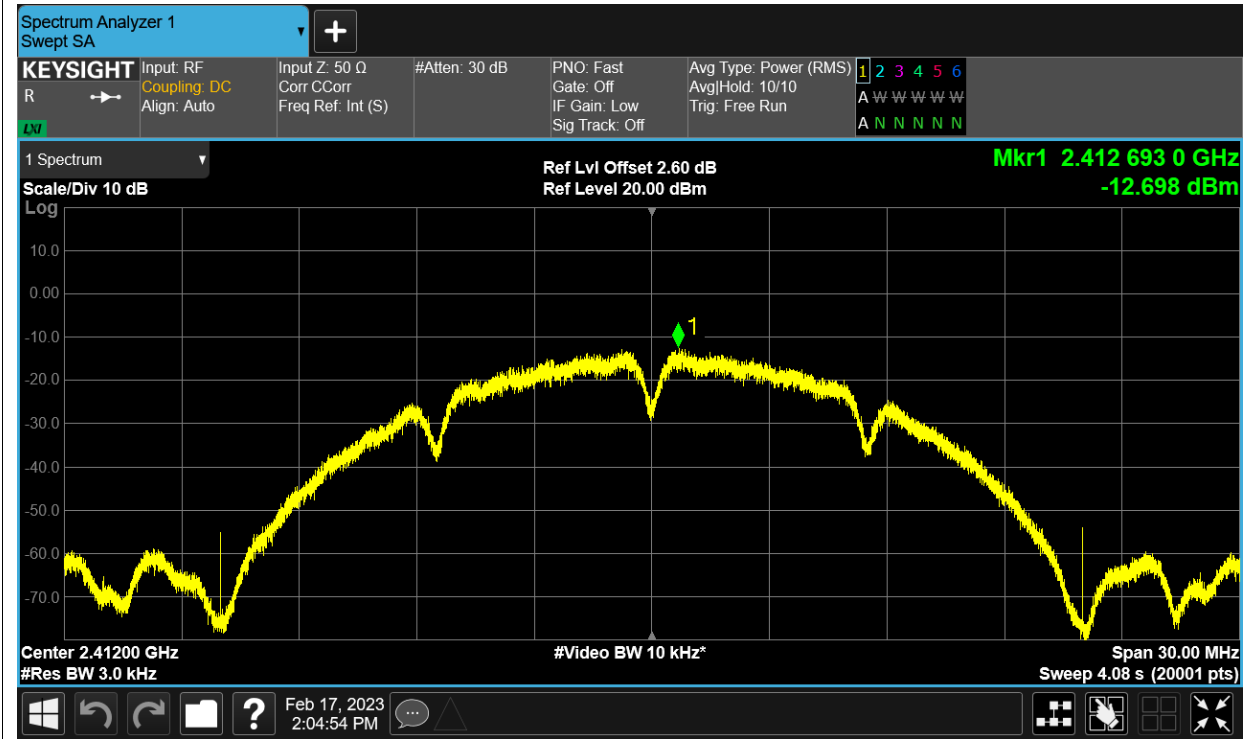 Spectrum Analyzer 1
Swept SA
KEYSIGHT
R
LXI
Input: RF
Coupling: DC
Align: Auto
Input Z: 50 Ω
Corr CCorr
Freq Ref: Int (S)
#Atten: 30 dB
PNO: Fast
Gate: Off
IF Gain: Low
Sig Track: Off
Avg Type: Power (RMS)
Avg|Hold: 10/10
Trig: Free Run
1 2 3 4 5 6
A W W W W W
A N N N N N
1 Spectrum
Scale/Div 10 dB
Ref Lvl Offset 2.60 dB
Ref Level 20.00 dBm
Mkr1 2.412 693 0 GHz
-12.698 dBm
Log
10.0
0.00
-10.0
-20.0
-30.0
-40.0
-50.0
-60.0
-70.0
1
Center 2.41200 GHz
#Res BW 3.0 kHz
#Video BW 10 kHz*
Span 30.00 MHz
Sweep 4.08 s (20001 pts)
?
Feb 17, 2023
2:04:54 PM